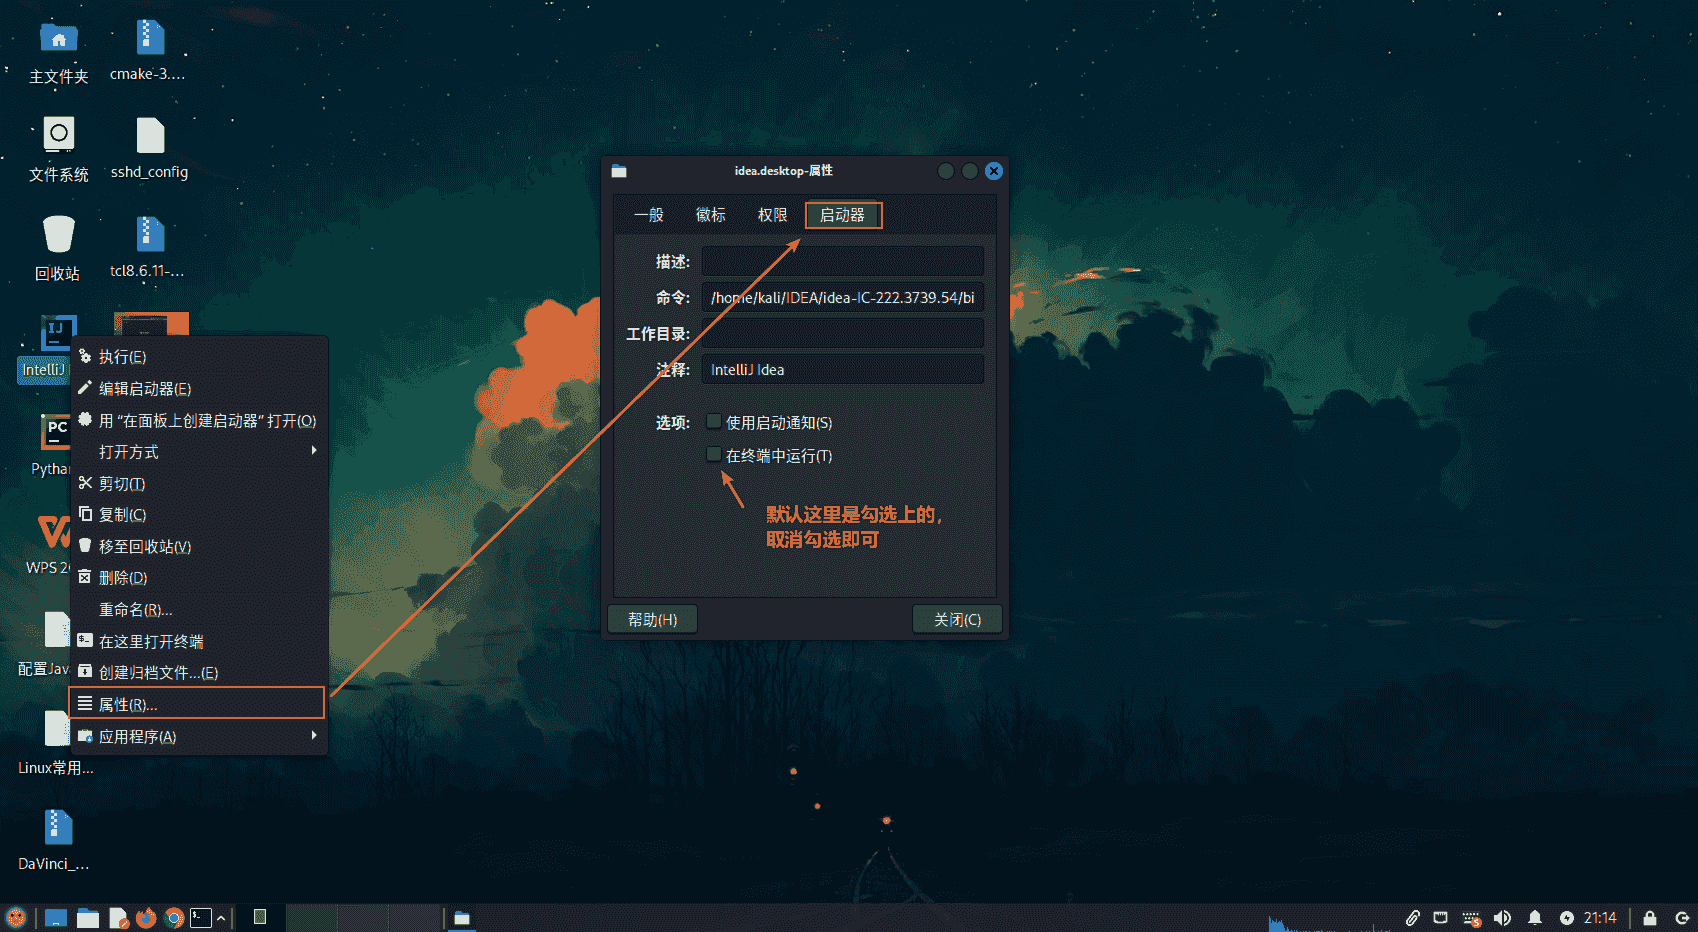 主文件夹
cmake-3....
文件系统
sshd_config
回收站
tcl8.6.11-...
IntelliJ
Pytha
WPS 20
配置Java
Linux常用...
DaVinci_...
执行(E)
编辑启动器(E)
用 “在面板上创建启动器” 打开(O)
打开方式
剪切(T)
复制(C)
移至回收站(V)
删除(D)
重命名(R)...
在这里打开终端
创建归档文件...(E)
属性(R)...
应用程序(A)
idea.desktop-属性
一般 徽标 权限 启动器
描述:
命令: /home/kali/IDEA/idea-IC-222.3739.54/bi
工作目录:
注释: IntelliJ Idea
选项: 使用启动通知(S)
在终端中运行(T)
默认这里是勾选上的,
取消勾选即可
帮助(H) 关闭(C)
21:14